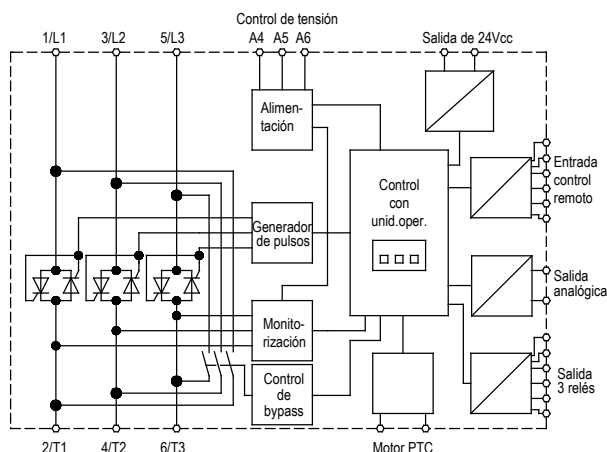 Control de tensión
1/L1 3/L2 5/L3 A4 A5 A6 Salida de 24Vcc
Alimen-
tación
Entrada
control
remoto
Control
con
unid.oper.
Generador
de pulsos
Salida
analógica
Monito-
rización
Control
de
bypass
Salida
3 relés
2/T1 4/T2 6/T3 Motor PTC